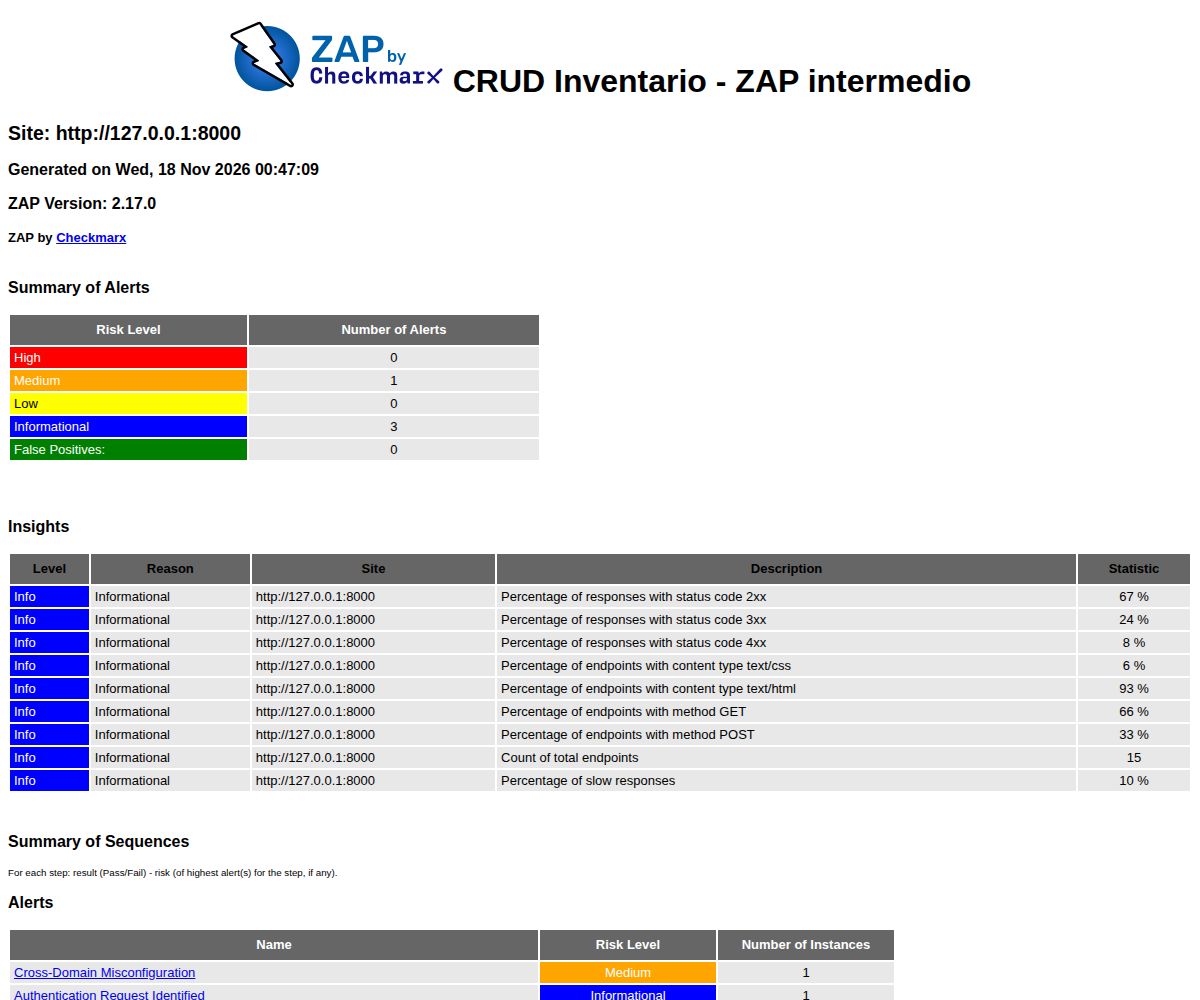 ZAP by
Checkmarx CRUD Inventario - ZAP intermedio
Site: http://127.0.0.1:8000
Generated on Wed, 18 Nov 2026 00:47:09
ZAP Version: 2.17.0
ZAP by Checkmarx
Summary of Alerts
Risk Level Number of Alerts
High 0
Medium 1
Low 0
Informational 3
False Positives: 0
Insights
Level Reason Site Description Statistic
Info Informational http://127.0.0.1:8000 Percentage of responses with status code 2xx 67 %
Info Informational http://127.0.0.1:8000 Percentage of responses with status code 3xx 24 %
Info Informational http://127.0.0.1:8000 Percentage of responses with status code 4xx 8 %
Info Informational http://127.0.0.1:8000 Percentage of endpoints with content type text/css 6 %
Info Informational http://127.0.0.1:8000 Percentage of endpoints with content type text/html 93 %
Info Informational http://127.0.0.1:8000 Percentage of endpoints with method GET 66 %
Info Informational http://127.0.0.1:8000 Percentage of endpoints with method POST 33 %
Info Informational http://127.0.0.1:8000 Count of total endpoints 15
Info Informational http://127.0.0.1:8000 Percentage of slow responses 10 %
Summary of Sequences
For each step: result (Pass/Fail) - risk (of highest alert(s) for the step, if any).
Alerts
Name Risk Level Number of Instances
Cross-Domain Misconfiguration Medium 1
Authentication Request Identified Informational 1